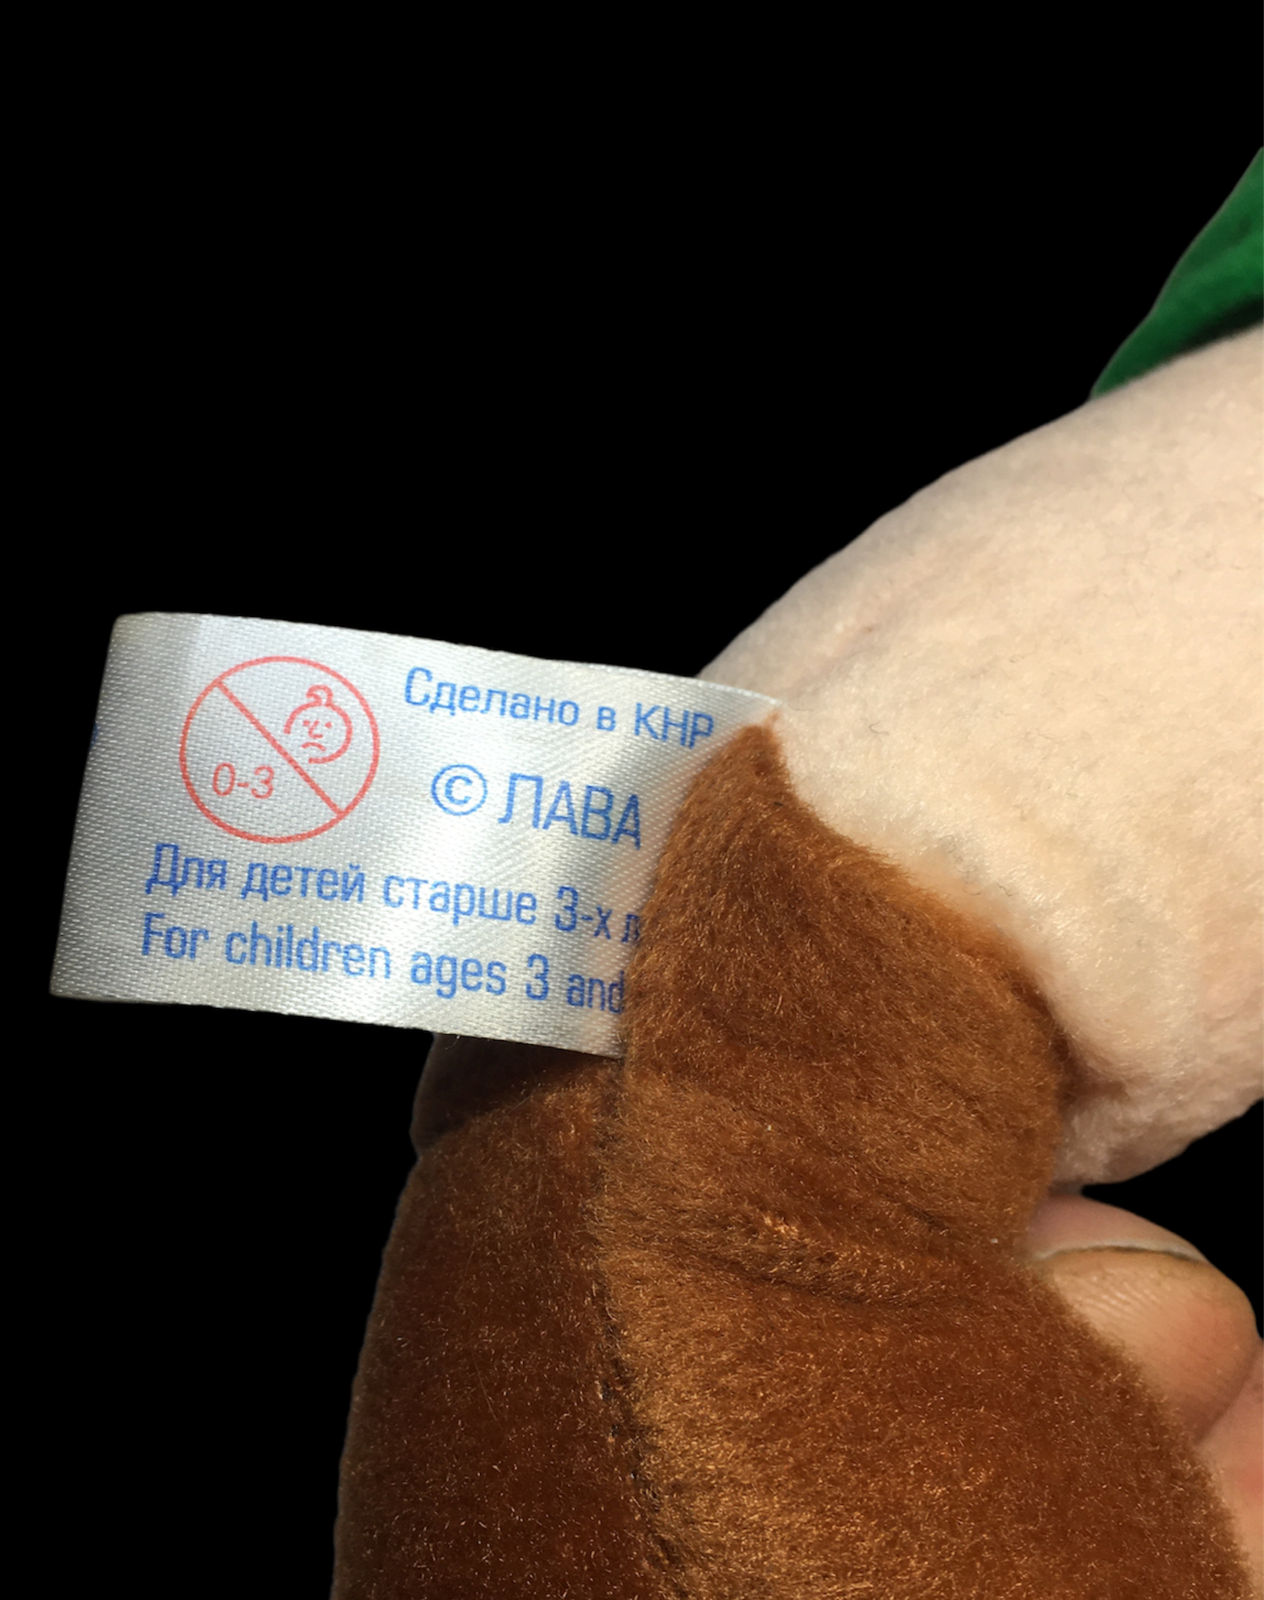 Сделано в КНР
© ЛАВА
0-3
Для детей старше 3-х
For children ages 3 and